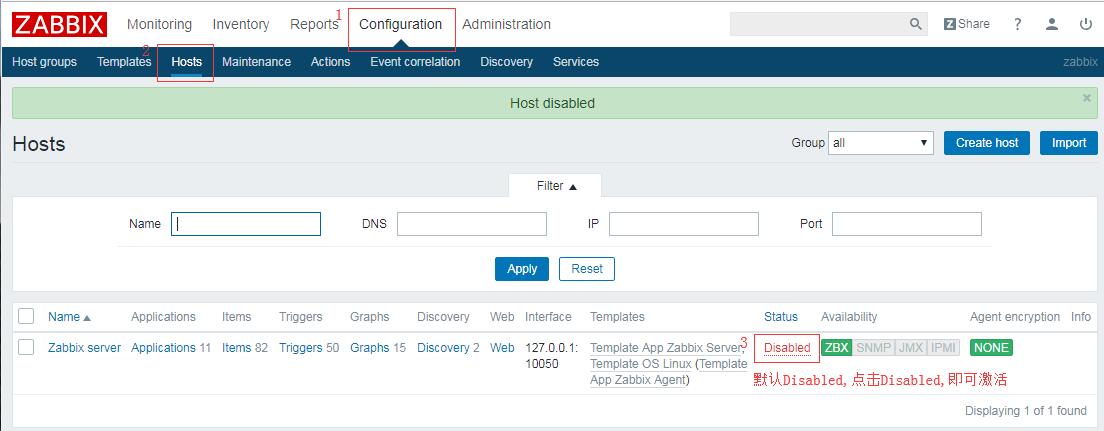 ZABBIX Monitoring Inventory Reports 1 Configuration Administration Z Share ?
Host groups Templates 2 Hosts Maintenance Actions Event correlation Discovery Services zabbix
Host disabled ×
Hosts Group all Create host Import
Filter
Name DNS IP Port
Apply Reset
Name Applications Items Triggers Graphs Discovery Web Interface Templates Status Availability Agent encryption Info
Zabbix server Applications 11 Items 82 Triggers 50 Graphs 15 Discovery 2 Web 127.0.0.1: Template App Zabbix Server, 3 Disabled ZBX SNMP JMX IPMI NONE
10050 Template OS Linux (Template
App Zabbix Agent) 默认Disabled,点击Disabled,即可激活
Displaying 1 of 1 found